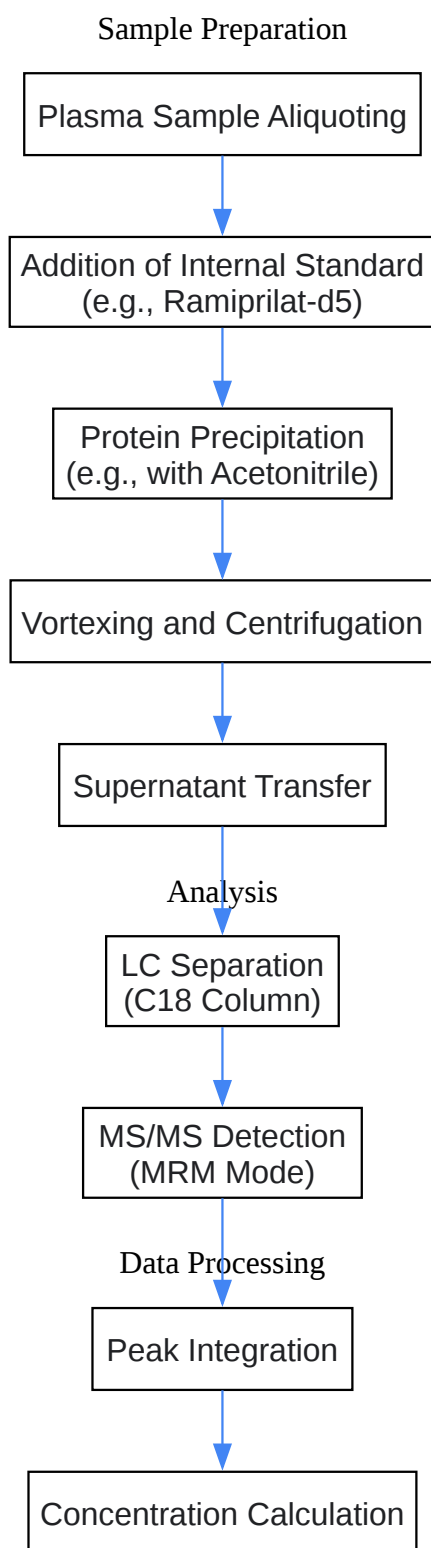 Sample Preparation
Plasma Sample Aliquoting
Addition of Internal Standard
(e.g., Ramiprilat-d5)
Protein Precipitation
(e.g., with Acetonitrile)
Vortexing and Centrifugation
Supernatant Transfer
Analysis
LC Separation
(C18 Column)
MS/MS Detection
(MRM Mode)
Data Processing
Peak Integration
Concentration Calculation